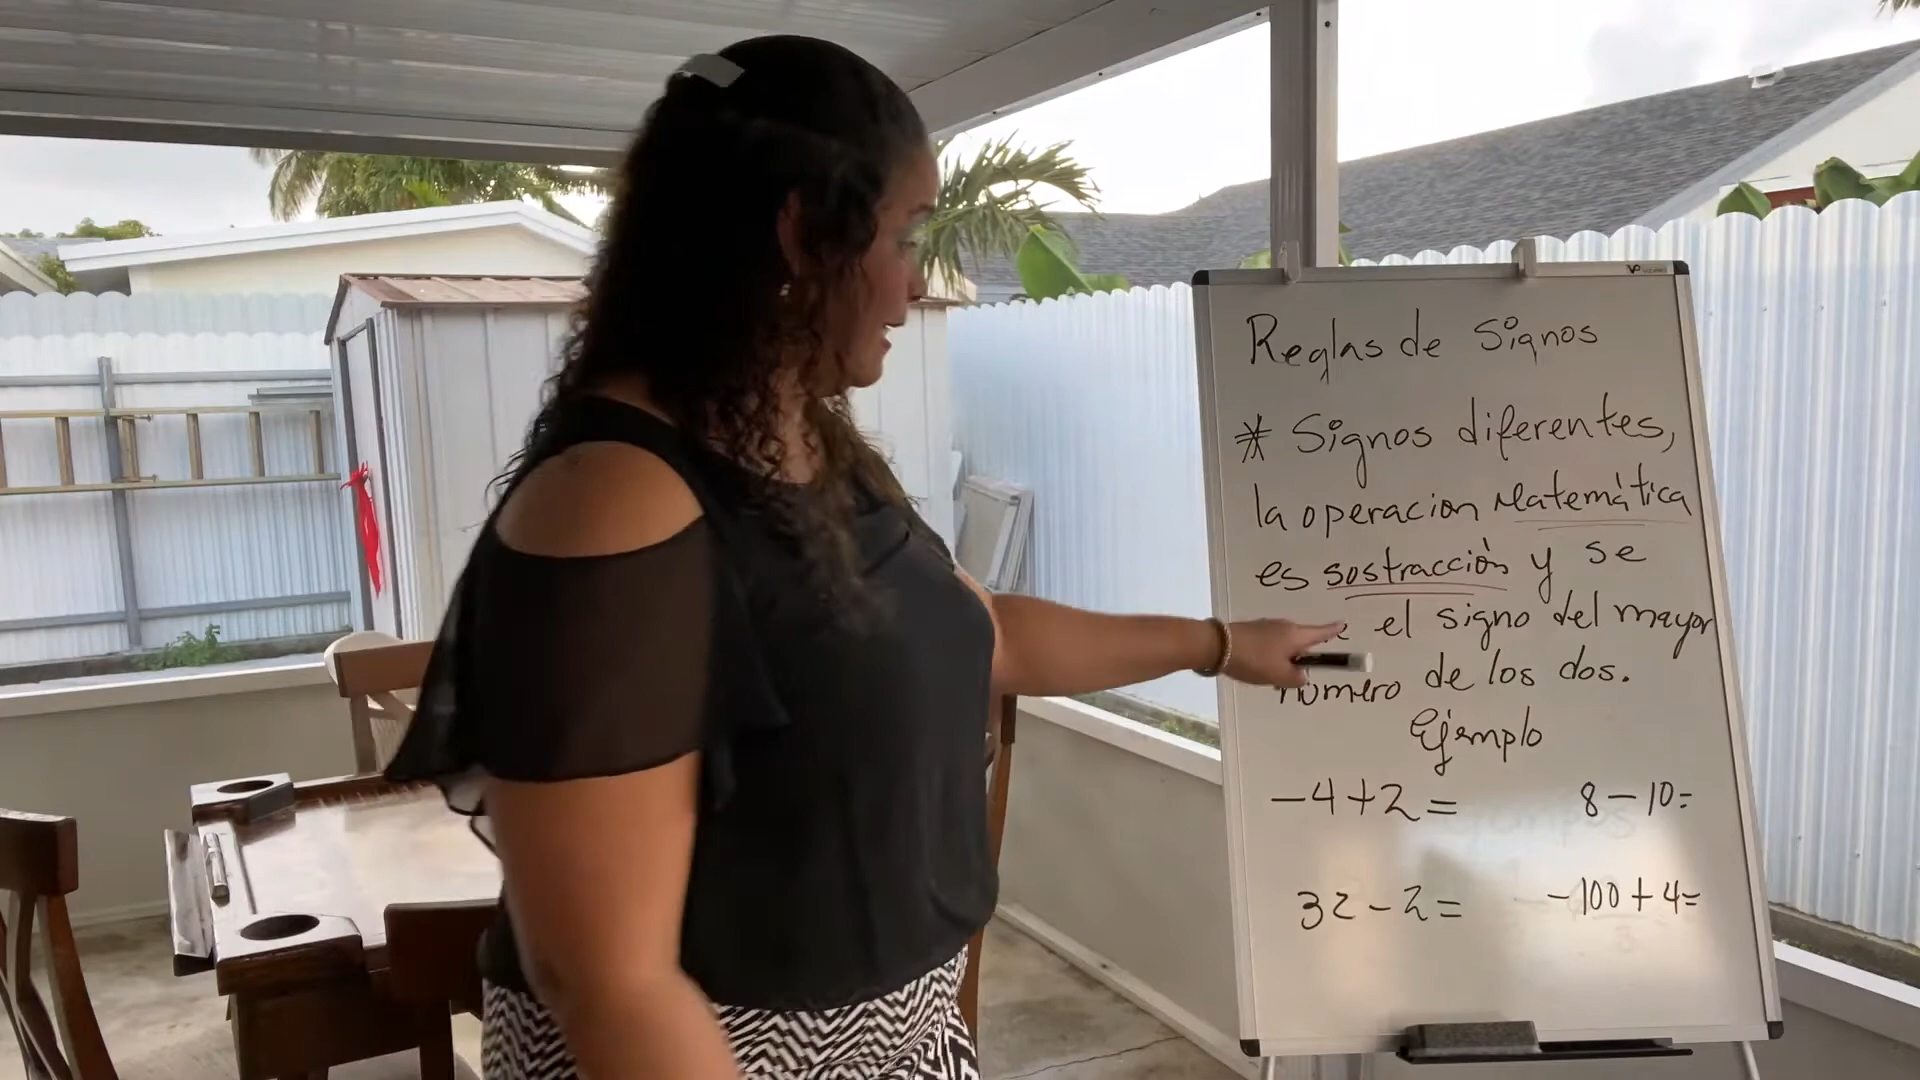 Reglas de Signos
* Signos diferentes,
la operacion Matemática
es sostracción y se
el signo del mayor
número de los dos.
Ejemplo
-4+2= 8-10=
32-2= -100+4=